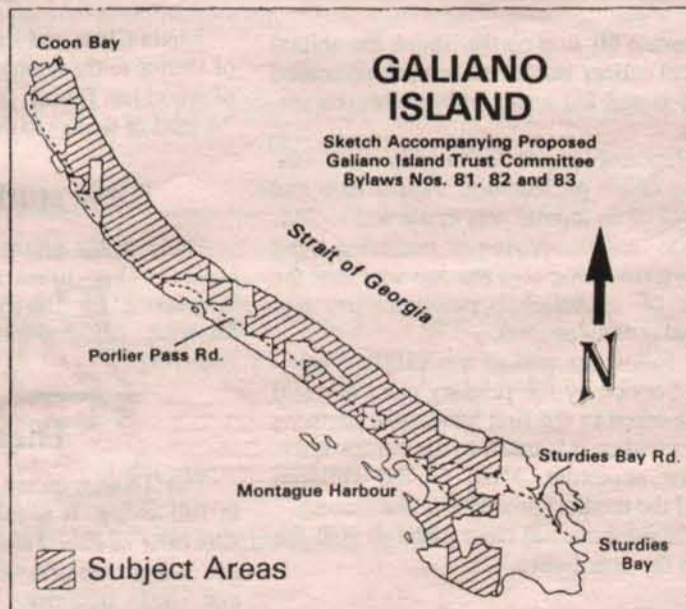 Coon Bay
GALIANO
ISLAND
Sketch Accompanying Proposed
Galiano Island Trust Committee
Bylaws Nos. 81, 82 and 83
Strait of Georgia
N
Porlier Pass Rd.
Sturdies Bay Rd.
Montague Harbour
Sturdies
Bay
Subject Areas